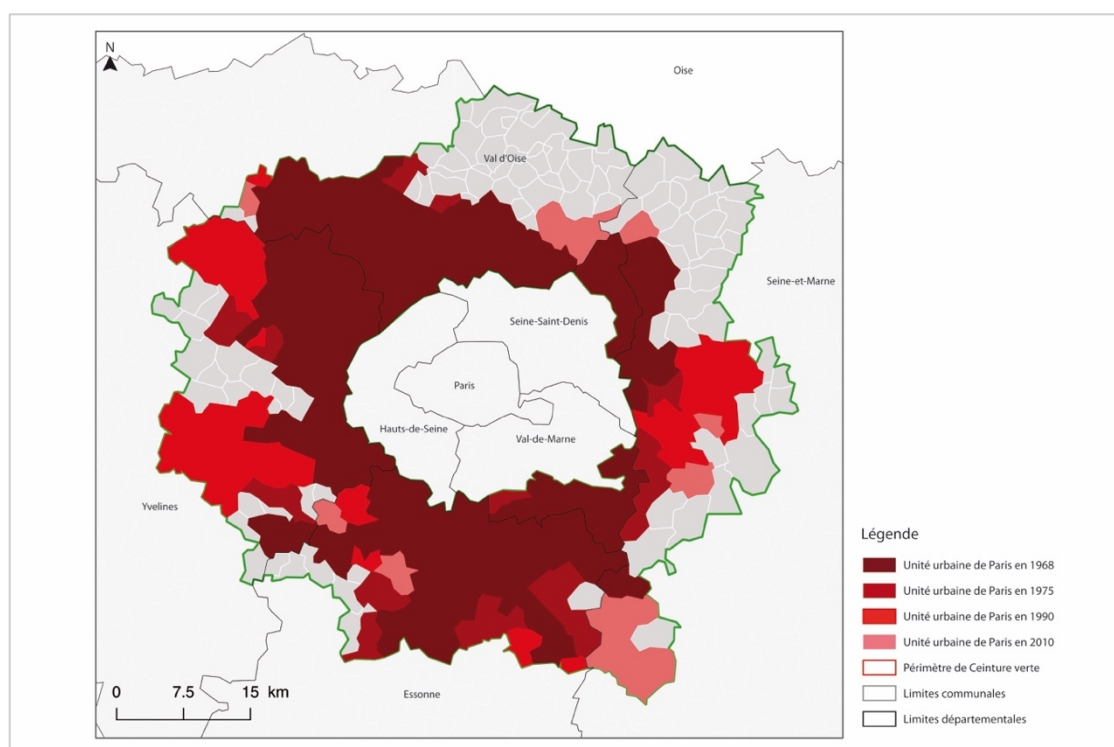 N
Oise
Val d'Oise
Seine-et-Marne
Seine-Saint-Denis
Paris
Hauts-de-Seine
Val-de-Marne
Yvelines
Essonne
0 7.5 15 km
Légende
Unité urbaine de Paris en 1968
Unité urbaine de Paris en 1975
Unité urbaine de Paris en 1990
Unité urbaine de Paris en 2010
Périmètre de Ceinture verte
Limites communales
Limites départementales